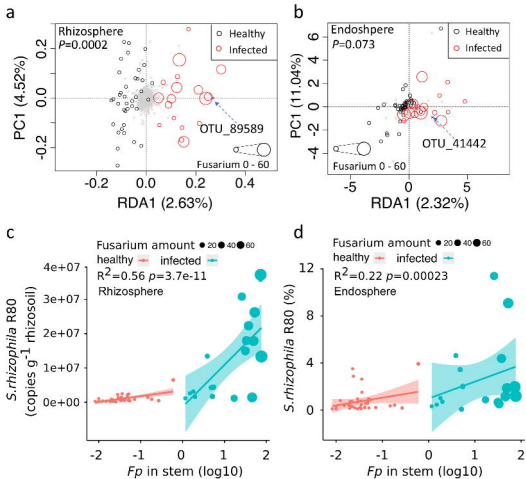 a
Rhizosphere
P=0.0002
Healthy
Infected
PC1 (4.52%)
0.2
0.0
-0.2
OTU_89589
Fusarium 0 - 60
-0.2
0.0
0.2
0.4
RDA1 (2.63%)
b
Endoshpere
P=0.073
Healthy
Infected
PC1 (11.04%)
6
4
2
0
-2
-4
OTU_41442
Fusarium 0 - 60
-5
0
5
RDA1 (2.32%)
c
Fusarium amount 20 40 60
healthy infected
R2=0.56 p=3.7e-11
Rhizosphere
S.rhizophila R80
(copies g-1 rhizosoil)
4e+07
3e+07
2e+07
1e+07
0e+00
-2
-1
0
1
2
Fp in stem (log10)
d
Fusarium amount 20 40 60
healthy infected
R2=0.22 p=0.00023
Endosphere
S.rhizophila R80 (%)
12
8
4
0
-2
-1
0
1
2
Fp in stem (log10)